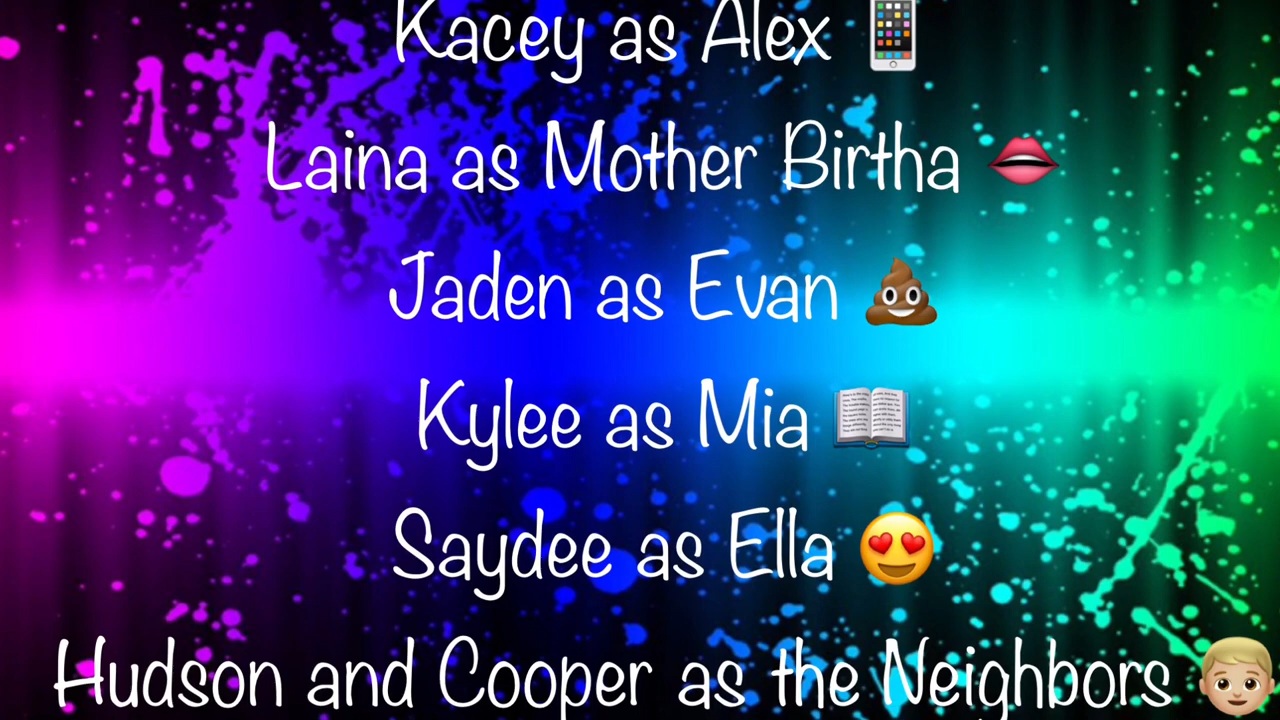 Kacey as Alex 📱
Laina as Mother Birtha 👄
Jaden as Evan 💩
Kylee as Mia 📖
Saydee as Ella 😍
Hudson and Cooper as the Neighbors 👦🏼